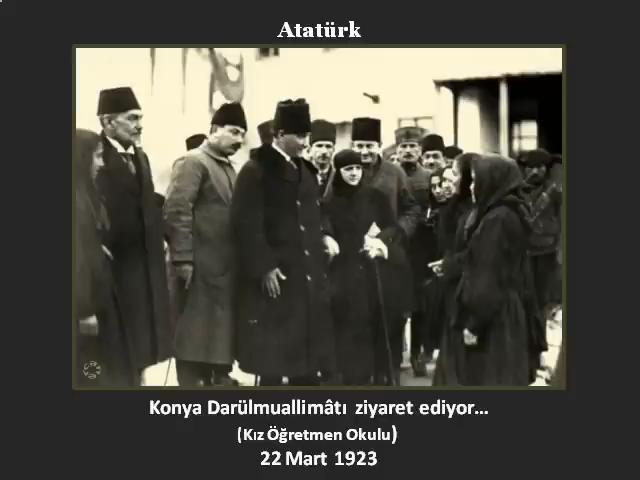 Atatürk
Konya Darülmuallimâtı ziyaret ediyor...
(Kız Öğretmen Okulu)
22 Mart 1923